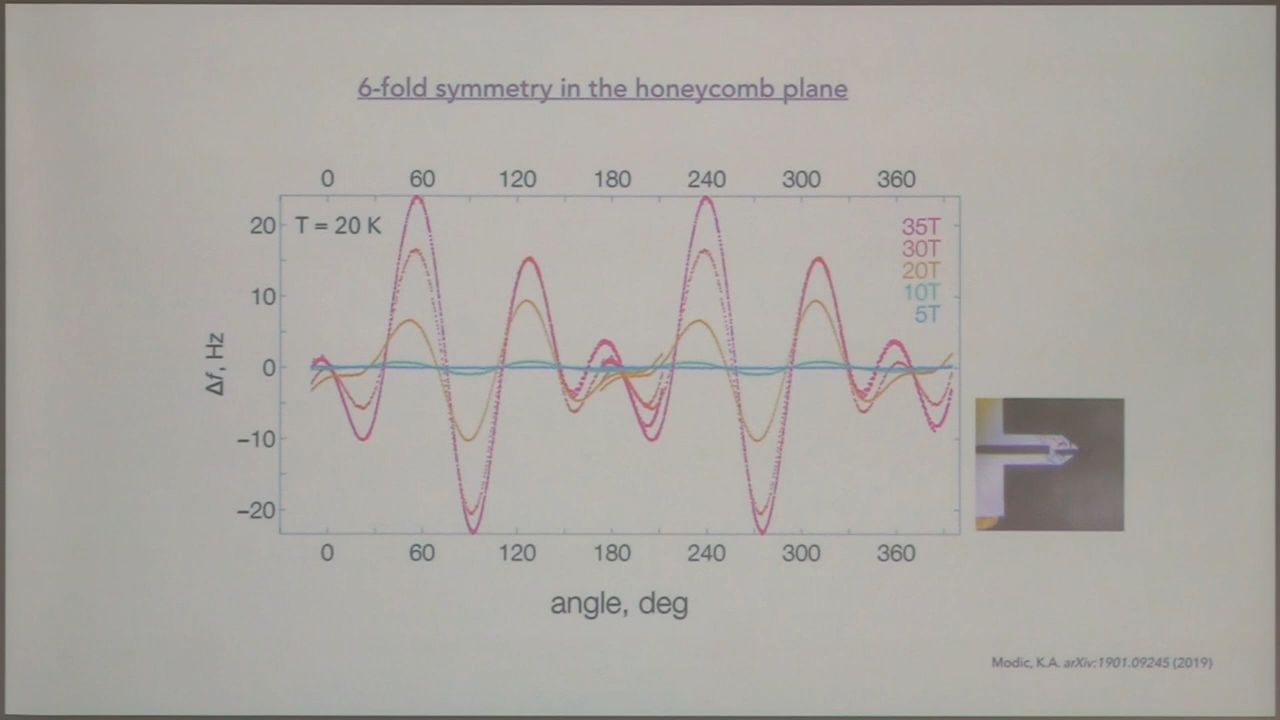 6-fold symmetry in the honeycomb plane
0 60 120 180 240 300 360
T = 20 K
35T
30T
20T
10T
5T
20
10
0
−10
−20
Δf, Hz
0 60 120 180 240 300 360
angle, deg
Modic, K.A. arXiv:1901.09245 (2019)